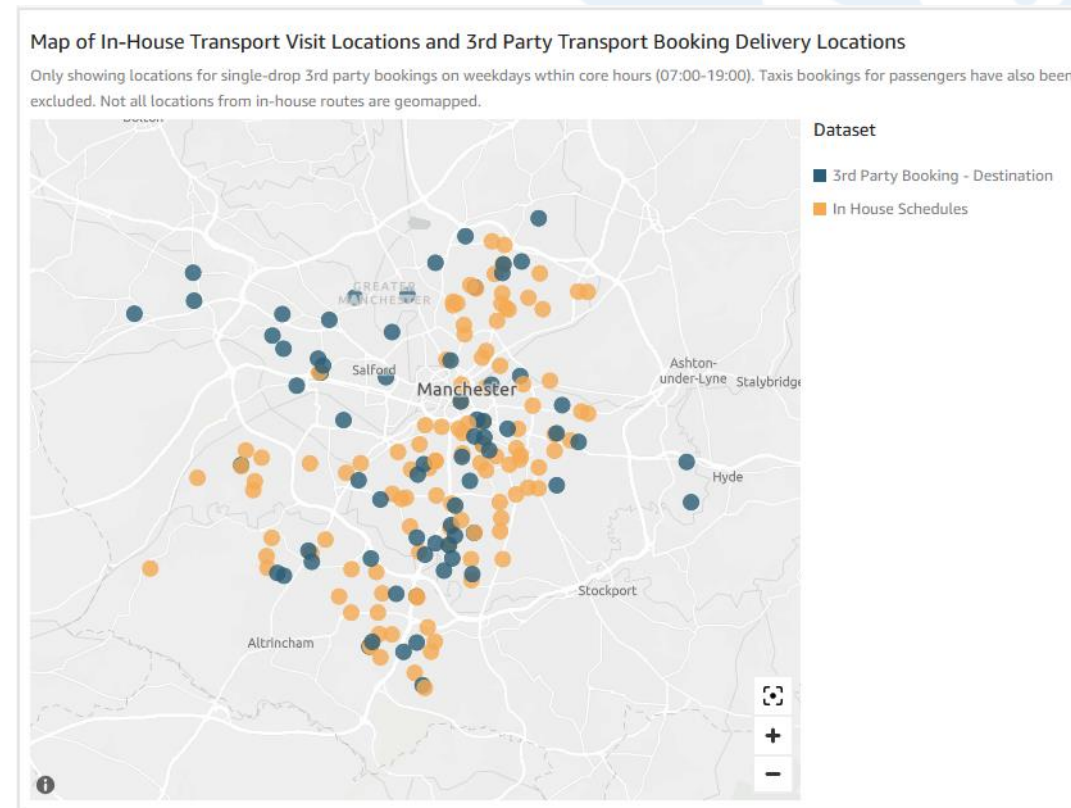 Map of In-House Transport Visit Locations and 3rd Party Transport Booking Delivery Locations
Only showing locations for single-drop 3rd party bookings on weekdays wthin core hours (07:00-19:00). Taxis bookings for passengers have also been
excluded. Not all locations from in-house routes are geomapped.
Dataset
3rd Party Booking - Destination
In House Schedules
GREATER
MANCHESTER
Salford
Manchester
Ashton-
under-Lyne
Stalybridge
Hyde
Stockport
Altrincham